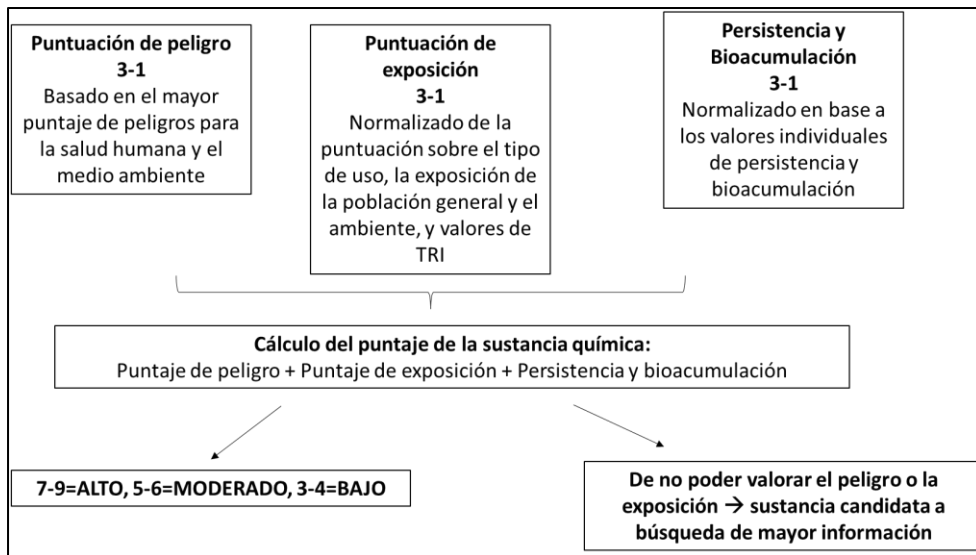 Puntuación de peligro
3-1
Basado en el mayor
puntaje de peligros para
la salud humana y el
medio ambiente
Puntuación de
exposición
3-1
Normalizado de la
puntuación sobre el tipo
de uso, la exposición de
la población general y el
ambiente, y valores de
TRI
Persistencia y
Bioacumulación
3-1
Normalizado en base a
los valores individuales
de persistencia y
bioacumulación
Cálculo del puntaje de la sustancia química:
Puntaje de peligro + Puntaje de exposición + Persistencia y bioacumulación
7-9=ALTO, 5-6=MODERADO, 3-4=BAJO
De no poder valorar el peligro o la
exposición → sustancia candidata a
búsqueda de mayor información